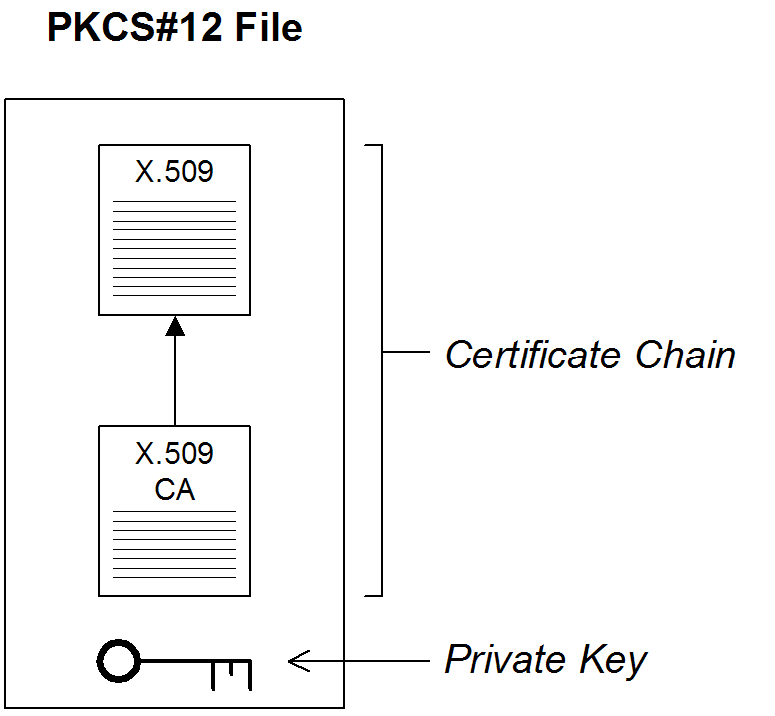 PKCS#12 File
X.509
Certificate Chain
X.509
CA
Private Key